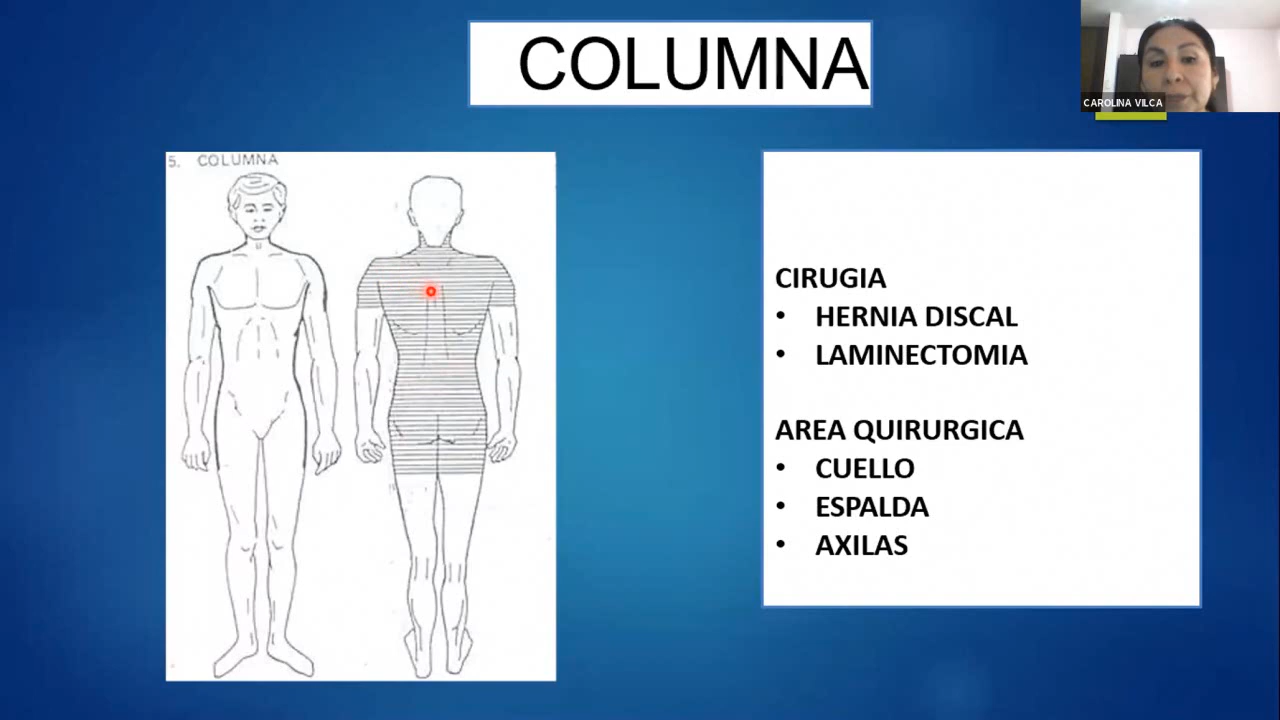 COLUMNA
CAROLINA VILCA
5. COLUMNA
CIRUGIA
• HERNIA DISCAL
• LAMINECTOMIA
AREA QUIRURGICA
• CUELLO
• ESPALDA
• AXILAS